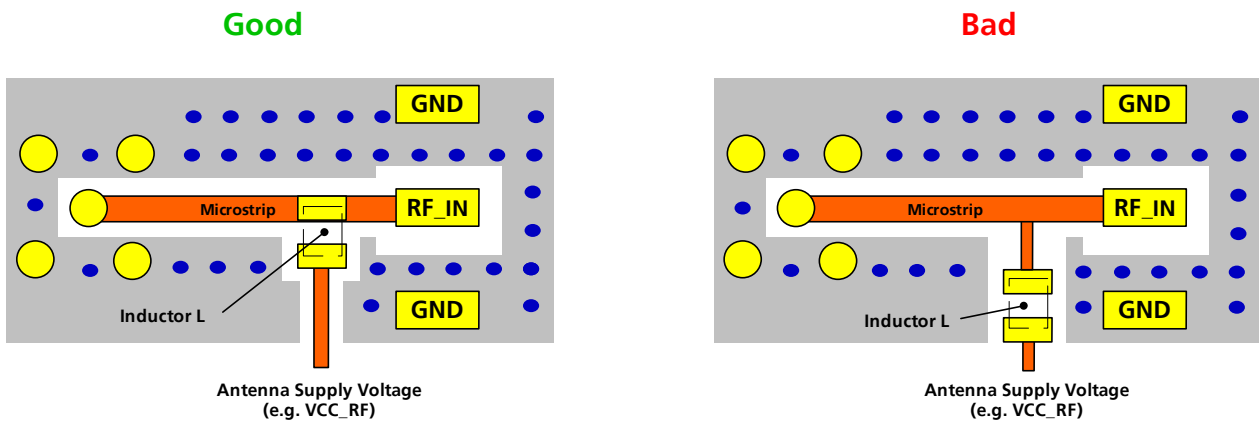 Good
GND
Microstrip
RF_IN
Inductor L
GND
Antenna Supply Voltage
(e.g. VCC_RF)
Bad
GND
Microstrip
RF_IN
Inductor L
GND
Antenna Supply Voltage
(e.g. VCC_RF)